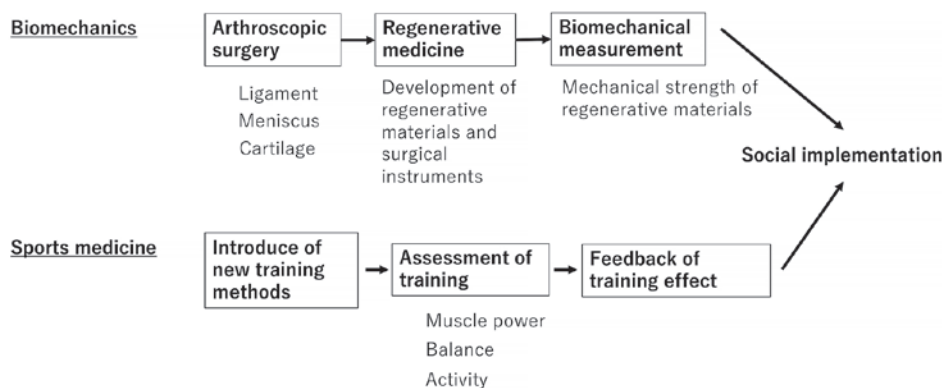 Biomechanics
Arthroscopic
surgery
Ligament
Meniscus
Cartilage
Regenerative
medicine
Development of
regenerative
materials and
surgical
instruments
Biomechanical
measurement
Mechanical strength of
regenerative materials
Social implementation
Sports medicine
Introduce of
new training
methods
Assessment of
training
Muscle power
Balance
Activity
Feedback of
training effect